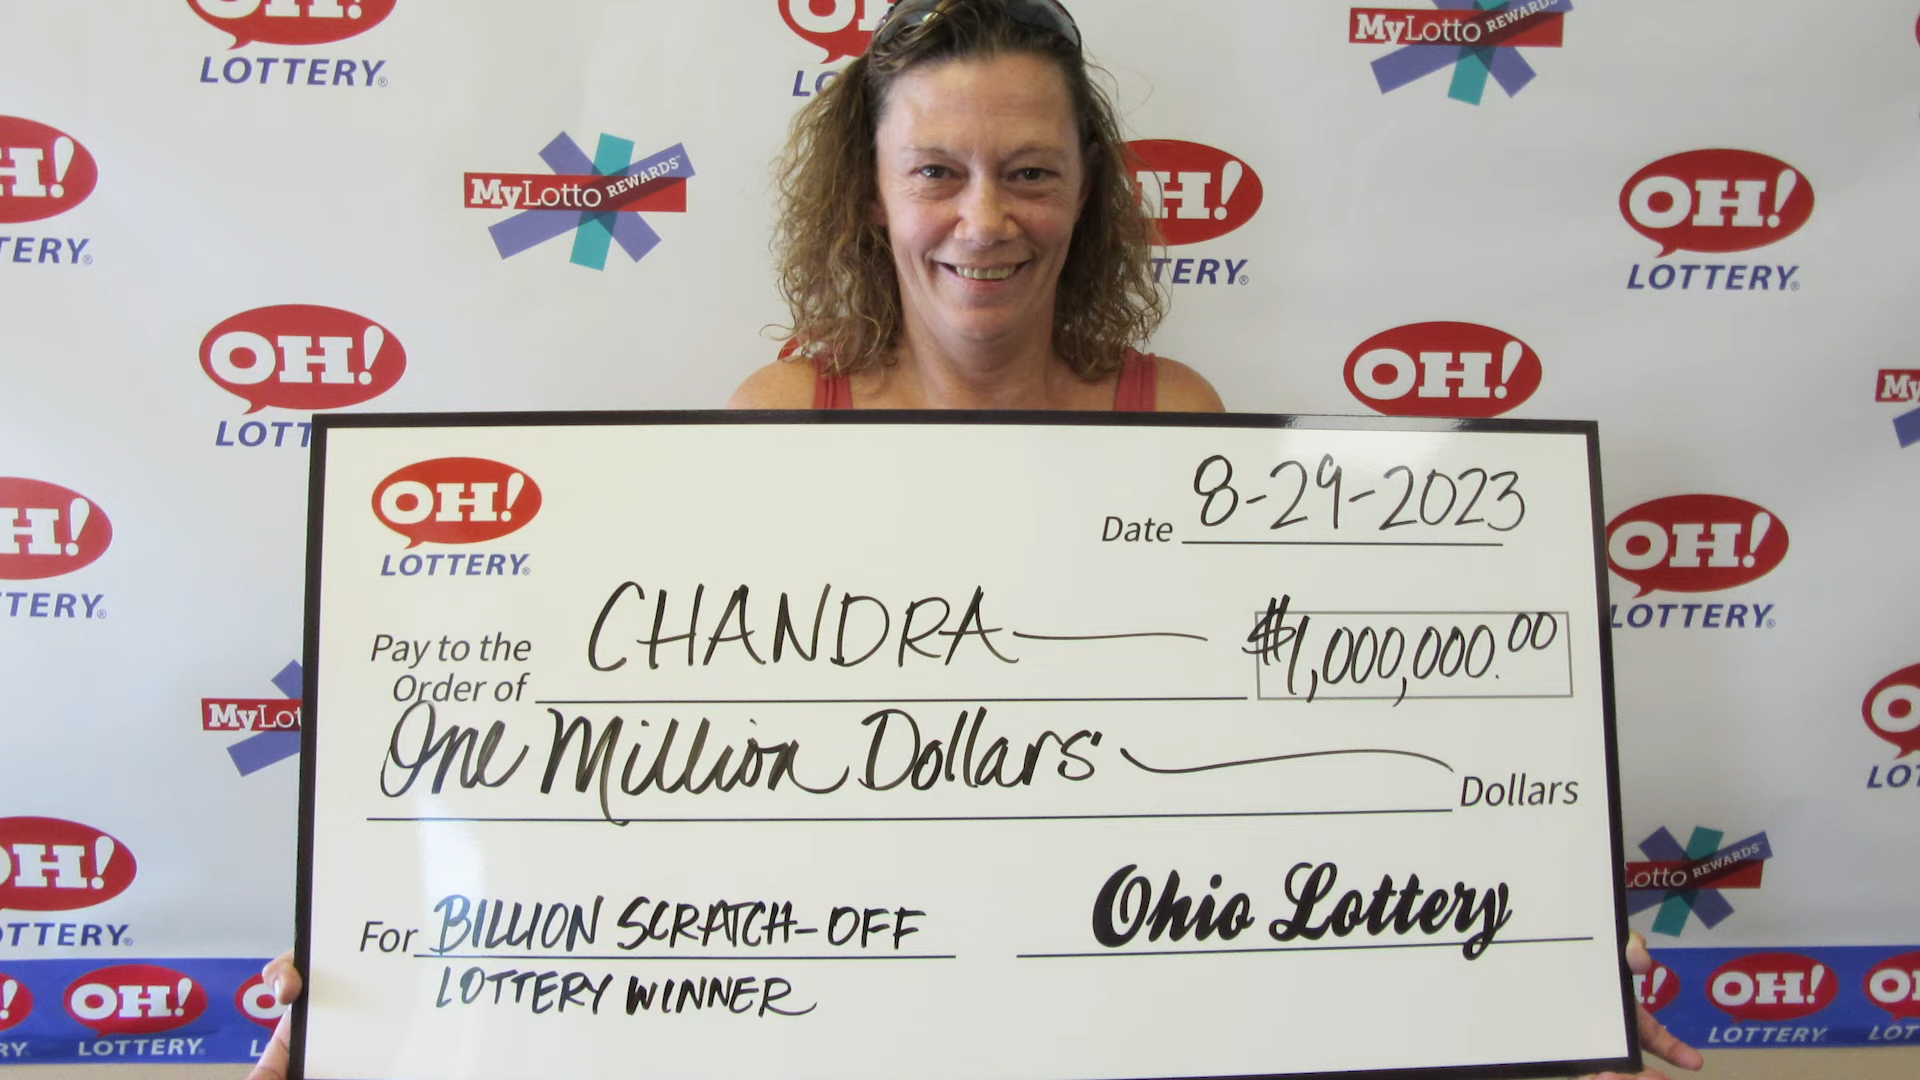 OH!
LOTTERY®
MyLotto REWARDS
MyLotto REWARDS
OH!
LOTTERY®
OH!
OH!
OH!
LOTTERY®
OH!
LOTTERY®
Date 8-29-2023
Pay to the
Order of CHANDRA
$1,000,000.00
One Million Dollars Dollars
For BILLION SCRATCH-OFF
LOTTERY WINNER
Ohio Lottery
OH!
LOTTERY
OH!
LOTTERY